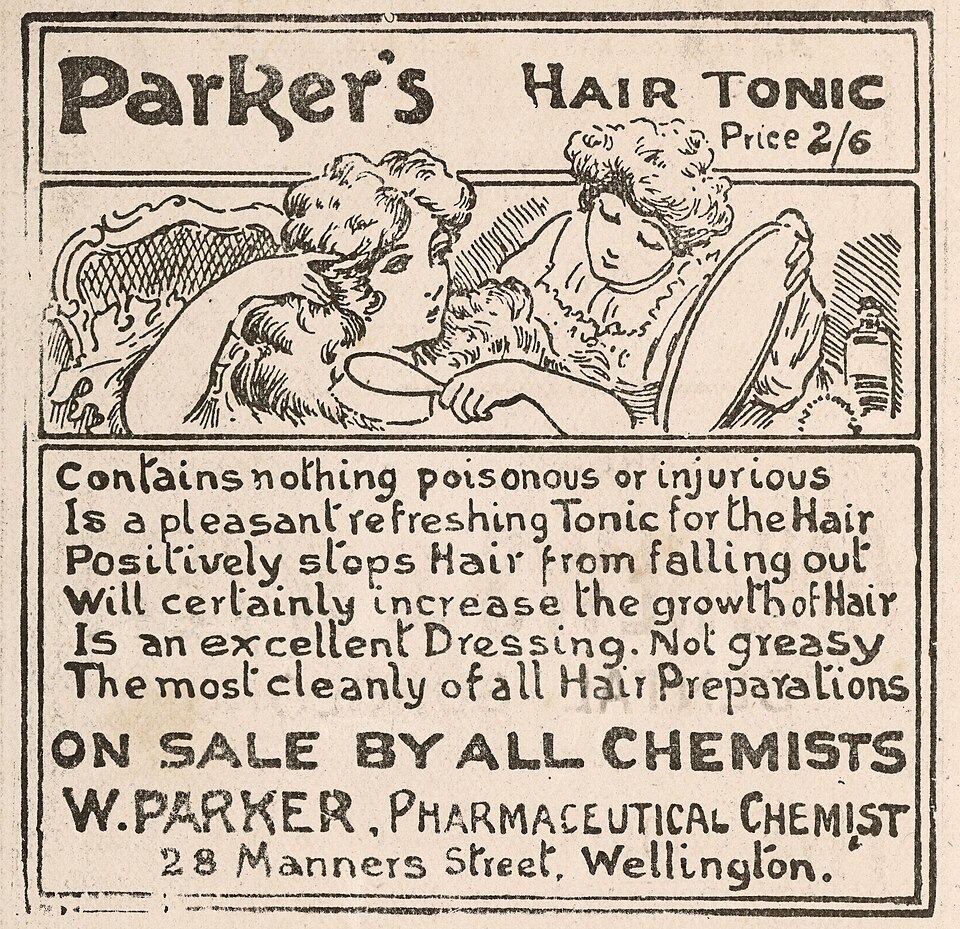 Parker's HAIR TONIC
Price 2/6
Contains nothing poisonous or injurious
Is a pleasant refreshing Tonic for the Hair
Positively stops Hair from falling out
Will certainly increase the growth of Hair
Is an excellent Dressing. Not greasy
The most cleanly of all Hair Preparations
ON SALE BY ALL CHEMISTS
W. PARKER, PHARMACEUTICAL CHEMIST
28 Manners Street, Wellington.